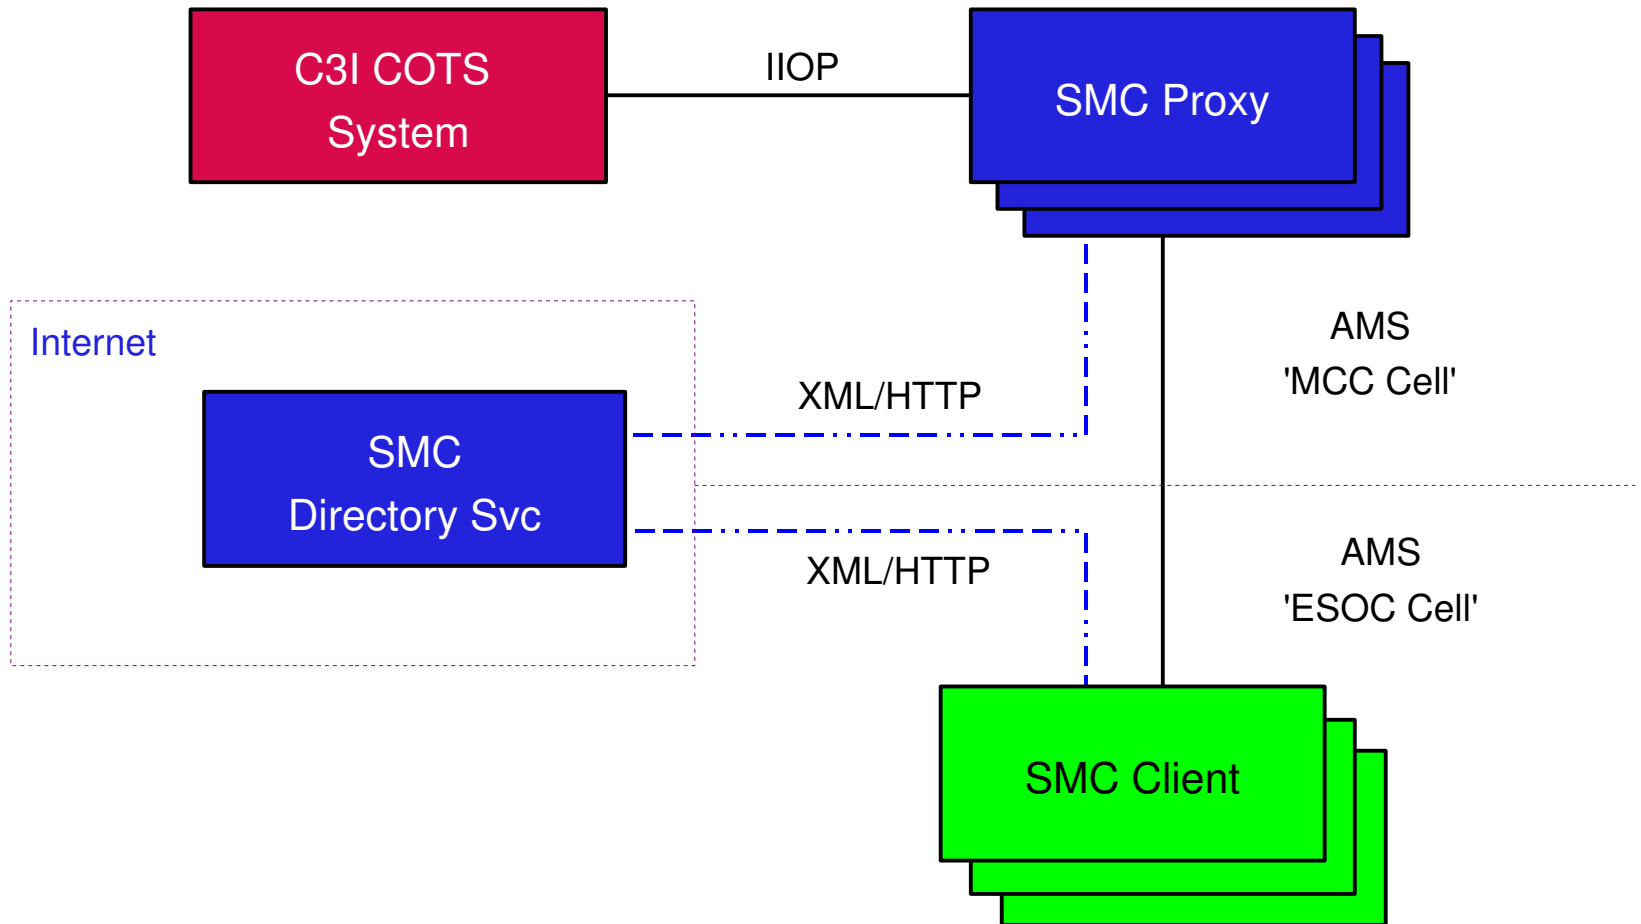 C3I COTS
System
IIOP
SMC Proxy
Internet
AMS
'MCC Cell'
XML/HTTP
SMC
Directory Svc
XML/HTTP
AMS
'ESOC Cell'
SMC Client